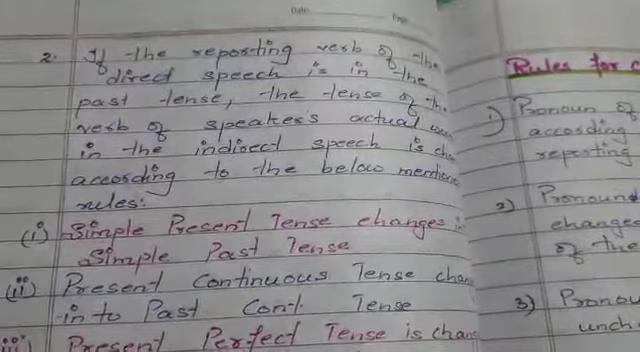 Date
Page
2. If the reporting verb of the
direct speech is in the
past tense, the tense of the
verb of speaker's actual
in the indirect speech is
according to the below
rules:
(i) Simple Present Tense changes
Simple Past Tense
(ii) Present Continuous Tense
into Past Cont. Tense
Present Perfect Tense is
Rules for
1) Pronoun of
according
reporting
2) Pronoun
changes
of the
3)